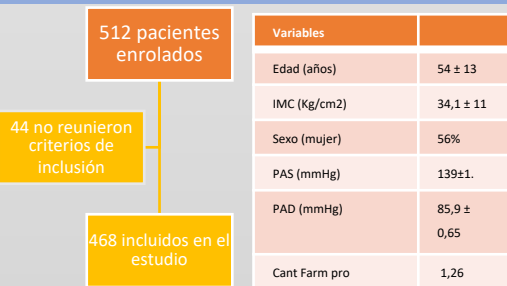 512 pacientes
enrolados
44 no reunieron
criterios de
inclusión
468 incluidos en el
estudio
Variables
Edad (años) 54 ± 13
IMC (Kg/cm2) 34,1 ± 11
Sexo (mujer) 56%
PAS (mmHg) 139±1.
PAD (mmHg) 85,9 ±
0,65
Cant Farm pro 1,26